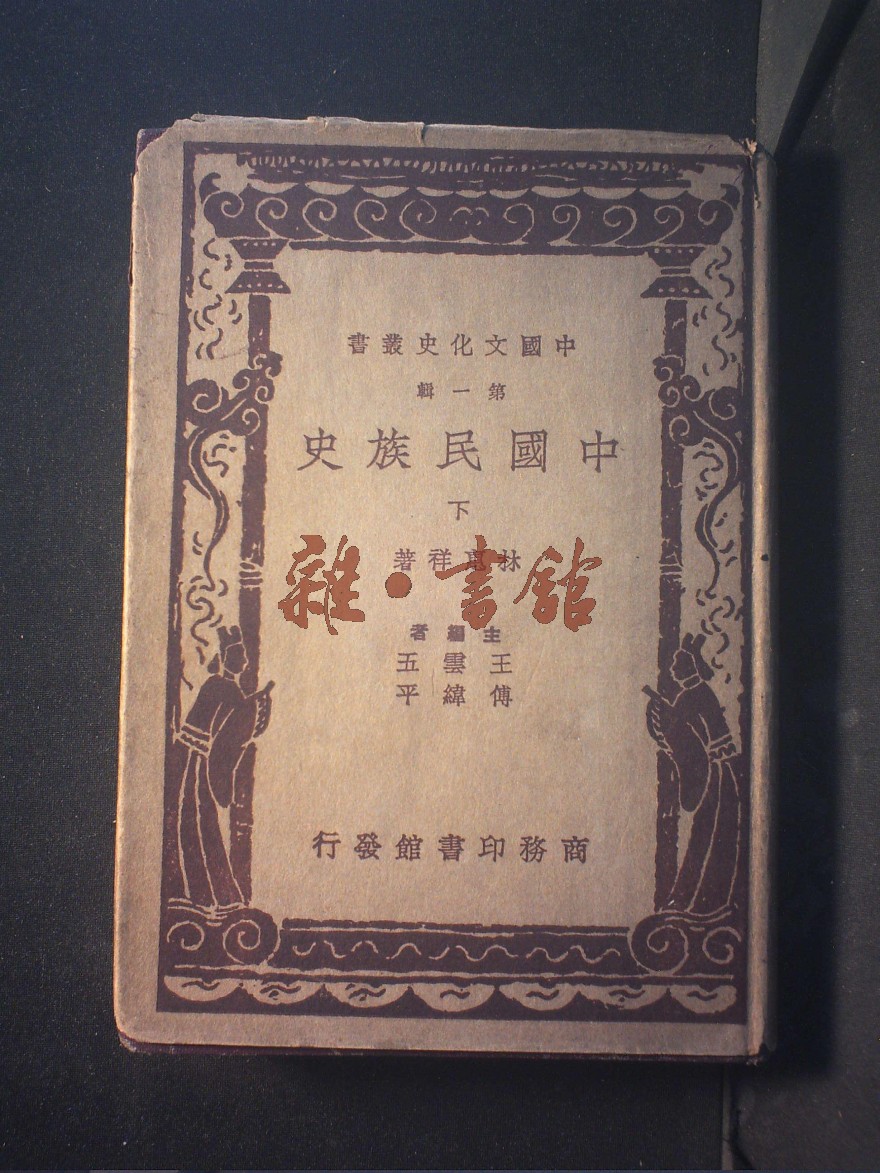 中國文化史叢書
第一輯
中國民族史
下
林惠祥著
雜·書館
主編者
王雲五
傅緯平
商務印書館發行